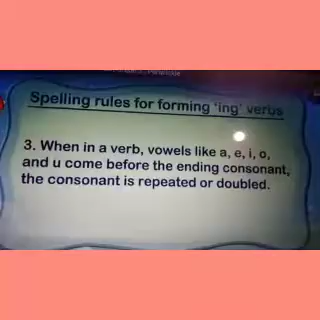 Spelling rules for forming ‘ing’ verbs
3. When in a verb, vowels like a, e, i, o,
and u come before the ending consonant,
the consonant is repeated or doubled.